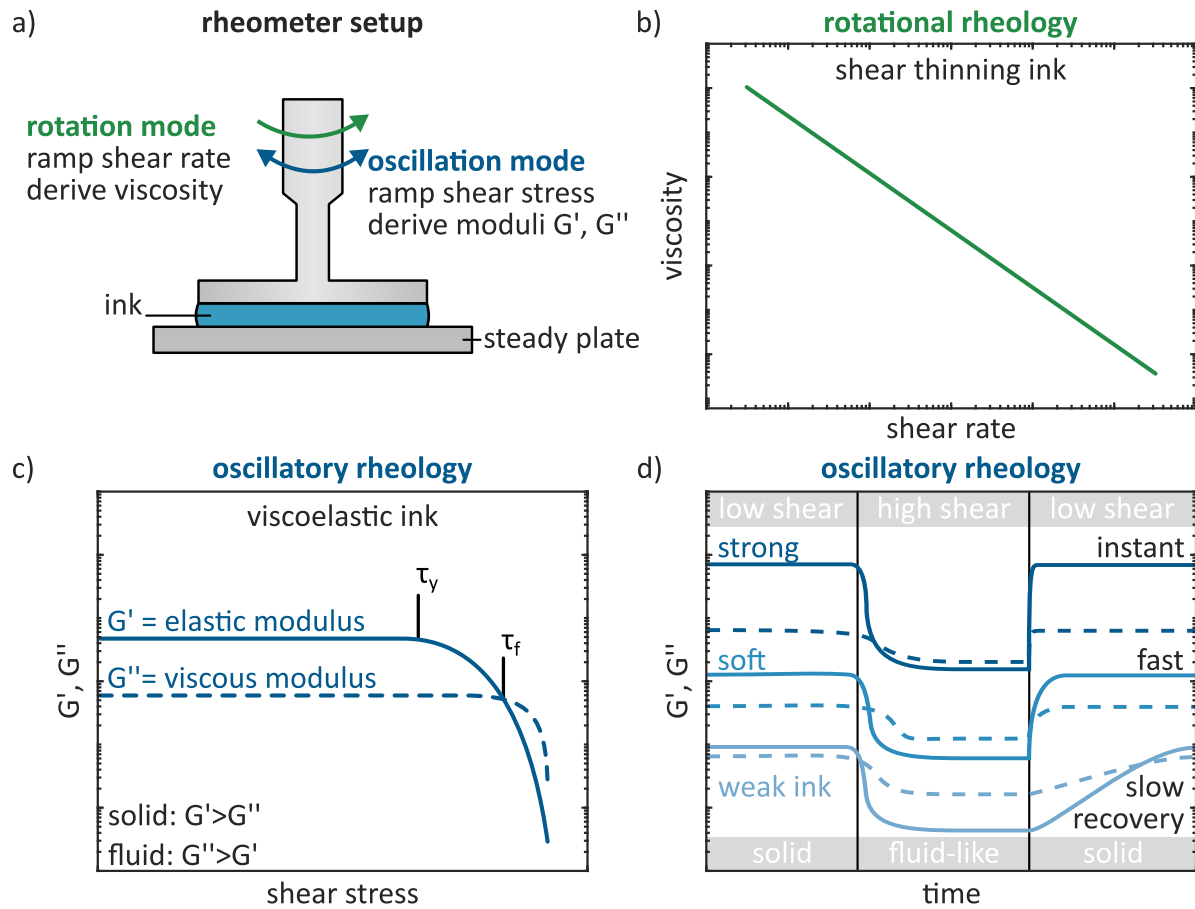 a)
rheometer setup
rotation mode
ramp shear rate
derive viscosity
oscillation mode
ramp shear stress
derive moduli G', G''
ink
steady plate
b)
rotational rheology
shear thinning ink
viscosity
shear rate
c)
oscillatory rheology
viscoelastic ink
τy
G' = elastic modulus
τf
G''= viscous modulus
G', G''
solid: G'>G''
fluid: G''>G'
shear stress
d)
oscillatory rheology
low shear
high shear
low shear
strong
instant
soft
fast
G', G''
weak ink
slow
recovery
solid
fluid-like
solid
time